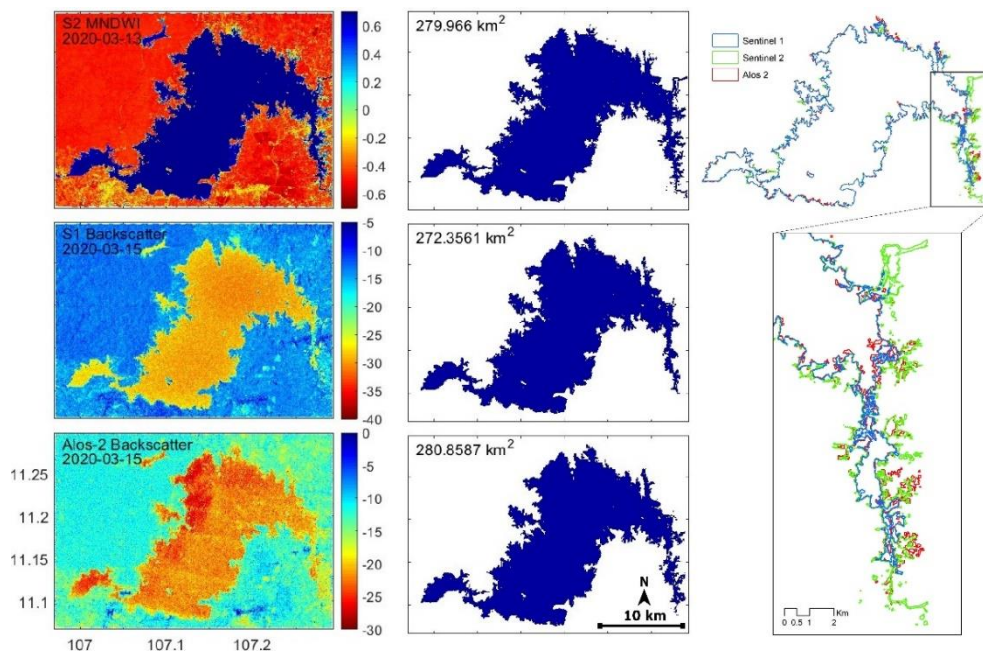 S2 MNDWI
2020-03-13
0.6
0.4
0.2
0
-0.2
-0.4
-0.6
279.966 km²
Sentinel 1
Sentinel 2
Alos 2
S1 Backscatter
2020-03-15
-5
-10
-15
-20
-25
-30
-35
-40
272.3561 km²
Alos-2 Backscatter
2020-03-15
11.25
11.2
11.15
11.1
107
107.1
107.2
0
-5
-10
-15
-20
-25
-30
280.8587 km²
N
10 km
Km
0 0.5 1 2